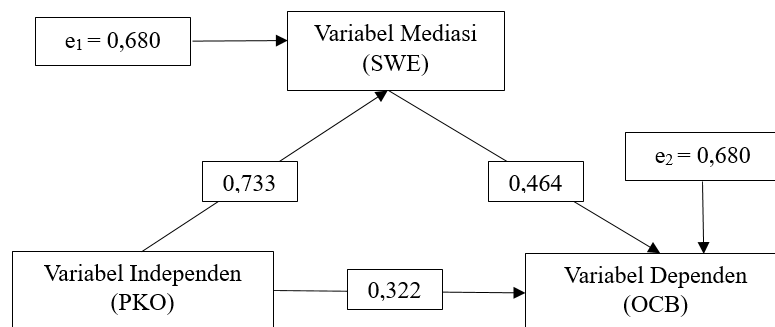 e₁ = 0,680
Variabel Mediasi
(SWE)
e₂ = 0,680
0,733
0,464
Variabel Independen
(PKO)
0,322
Variabel Dependen
(OCB)